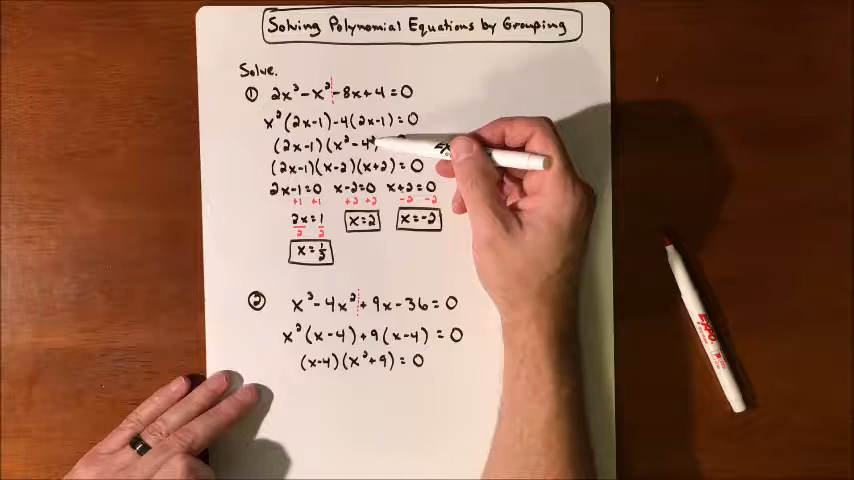 Solving Polynomial Equations by Grouping
Solve.
① 2x³ - x² - 8x + 4 = 0
x²(2x-1) - 4(2x-1) = 0
(2x-1)(x² - 4
(2x-1)(x-2)(x+2) = 0
2x-1=0 x-2=0 x+2=0
+1 +1 +2 +2 -2 -2
2x = 1 x = 2 x = -2
2 2
x = 1/2
② x³ - 4x² + 9x - 36 = 0
x²(x-4) + 9(x-4) = 0
(x-4)(x² + 9) = 0
EXPO